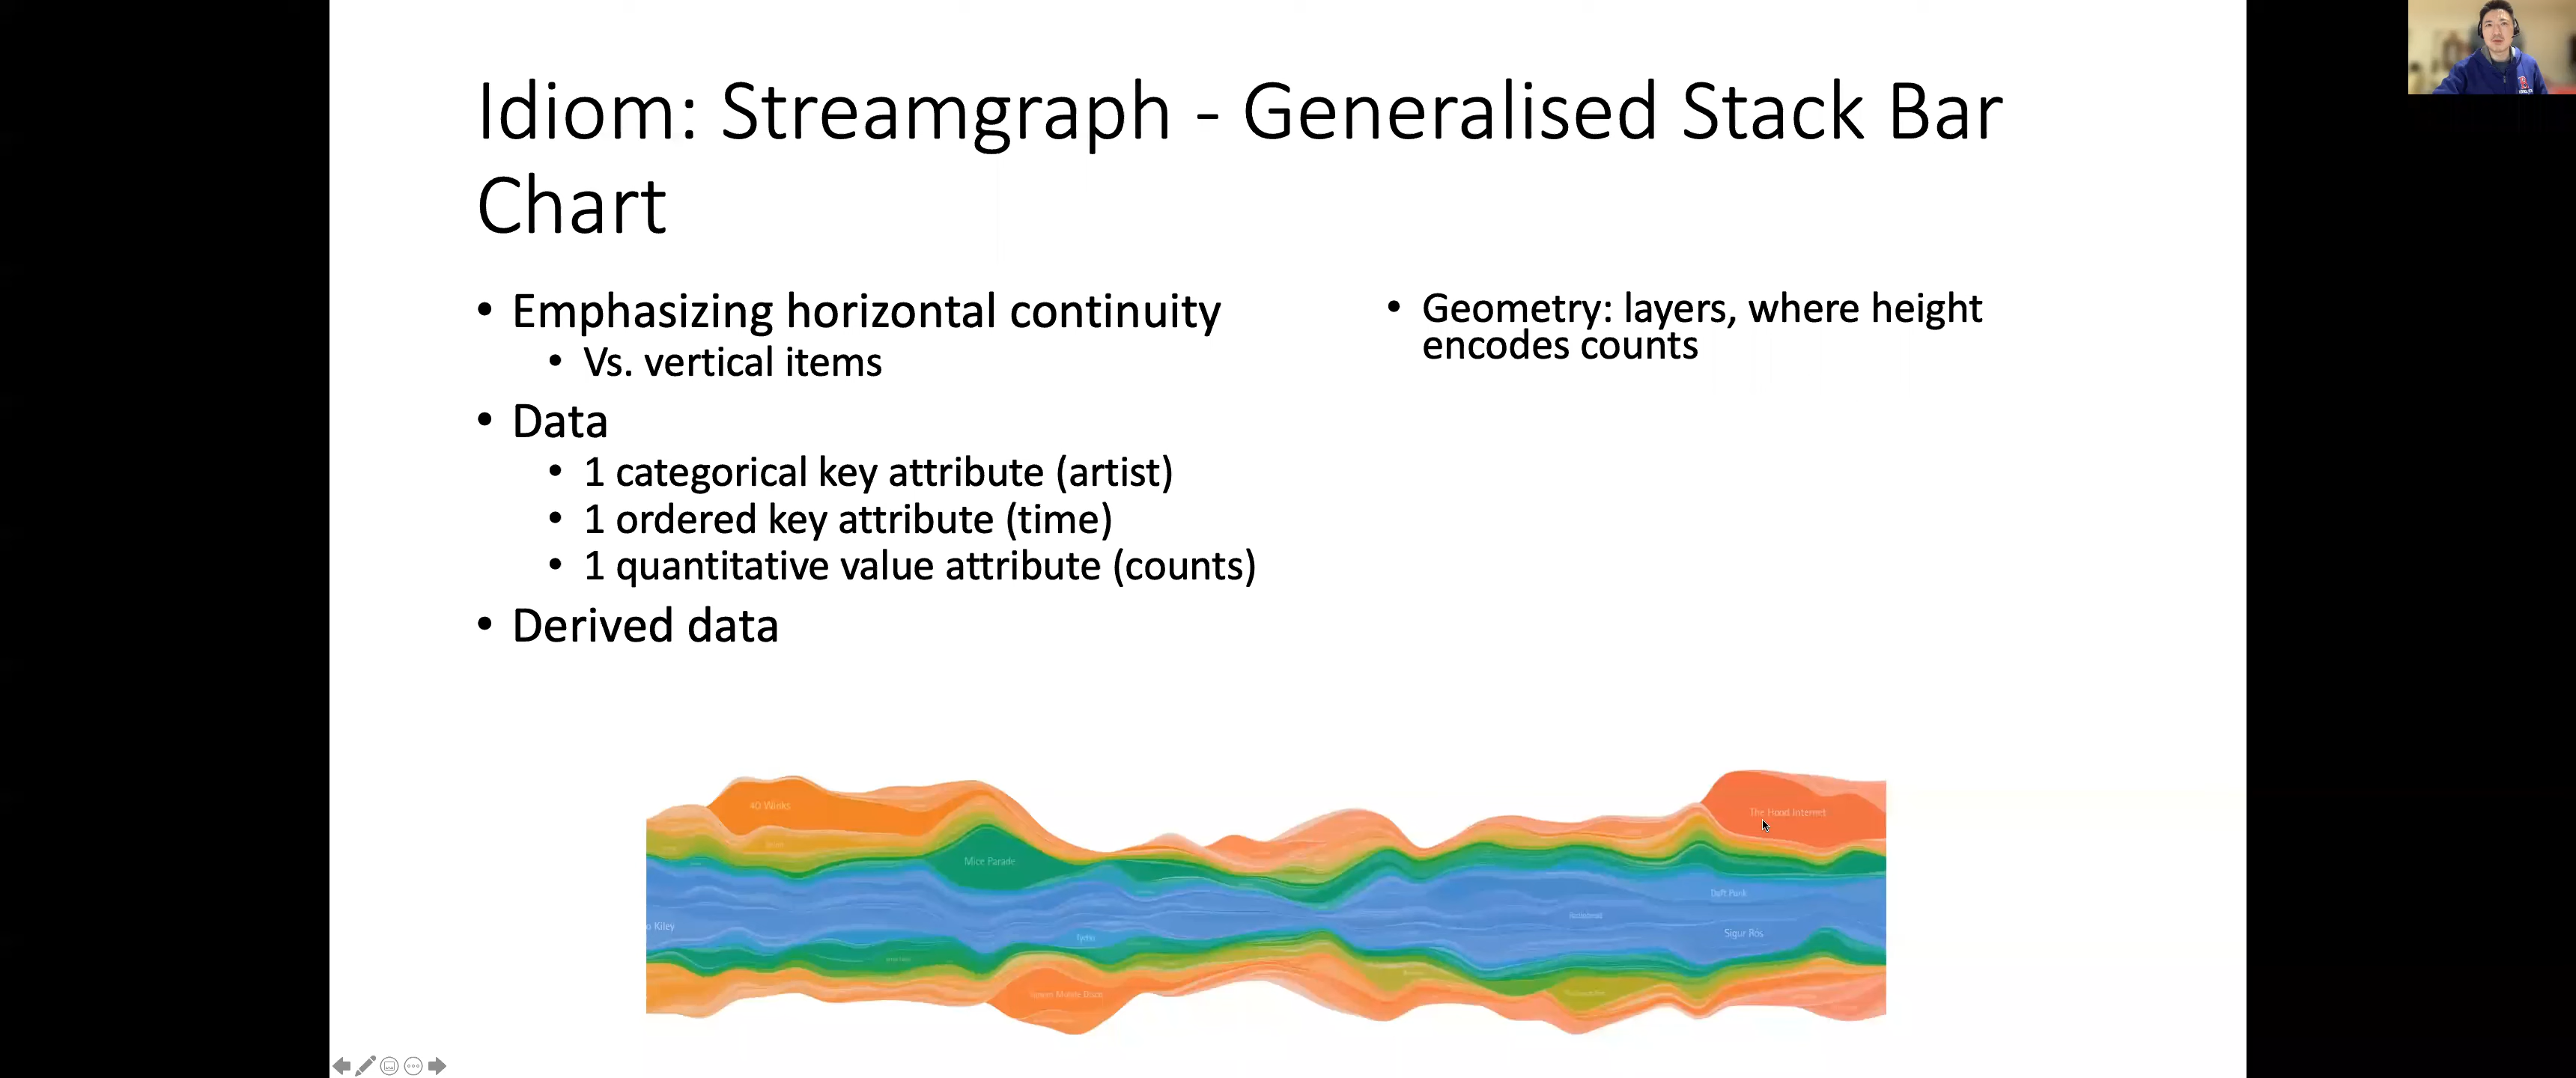 Idiom: Streamgraph - Generalised Stack Bar
Chart
• Emphasizing horizontal continuity
• Vs. vertical items
• Data
• 1 categorical key attribute (artist)
• 1 ordered key attribute (time)
• 1 quantitative value attribute (counts)
• Derived data
• Geometry: layers, where height
encodes counts
40 Winks
The Hood Internet
Mice Parade
Daft Punk
o Kiley
Sigur Rós